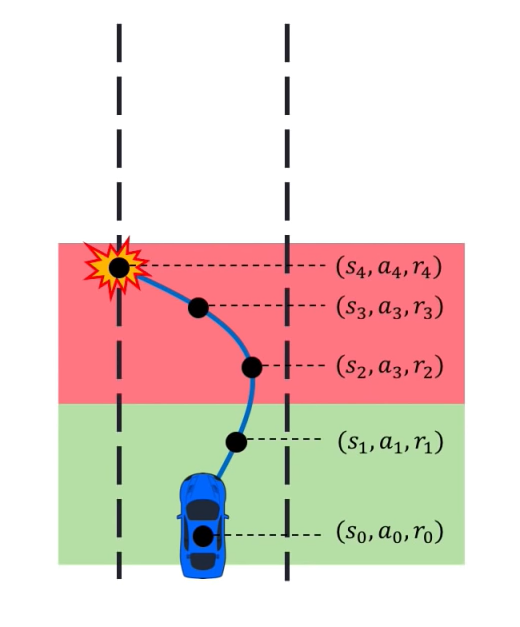 (s₄, a₄, r₄)
(s₃, a₃, r₃)
(s₂, a₃, r₂)
(s₁, a₁, r₁)
(s₀, a₀, r₀)